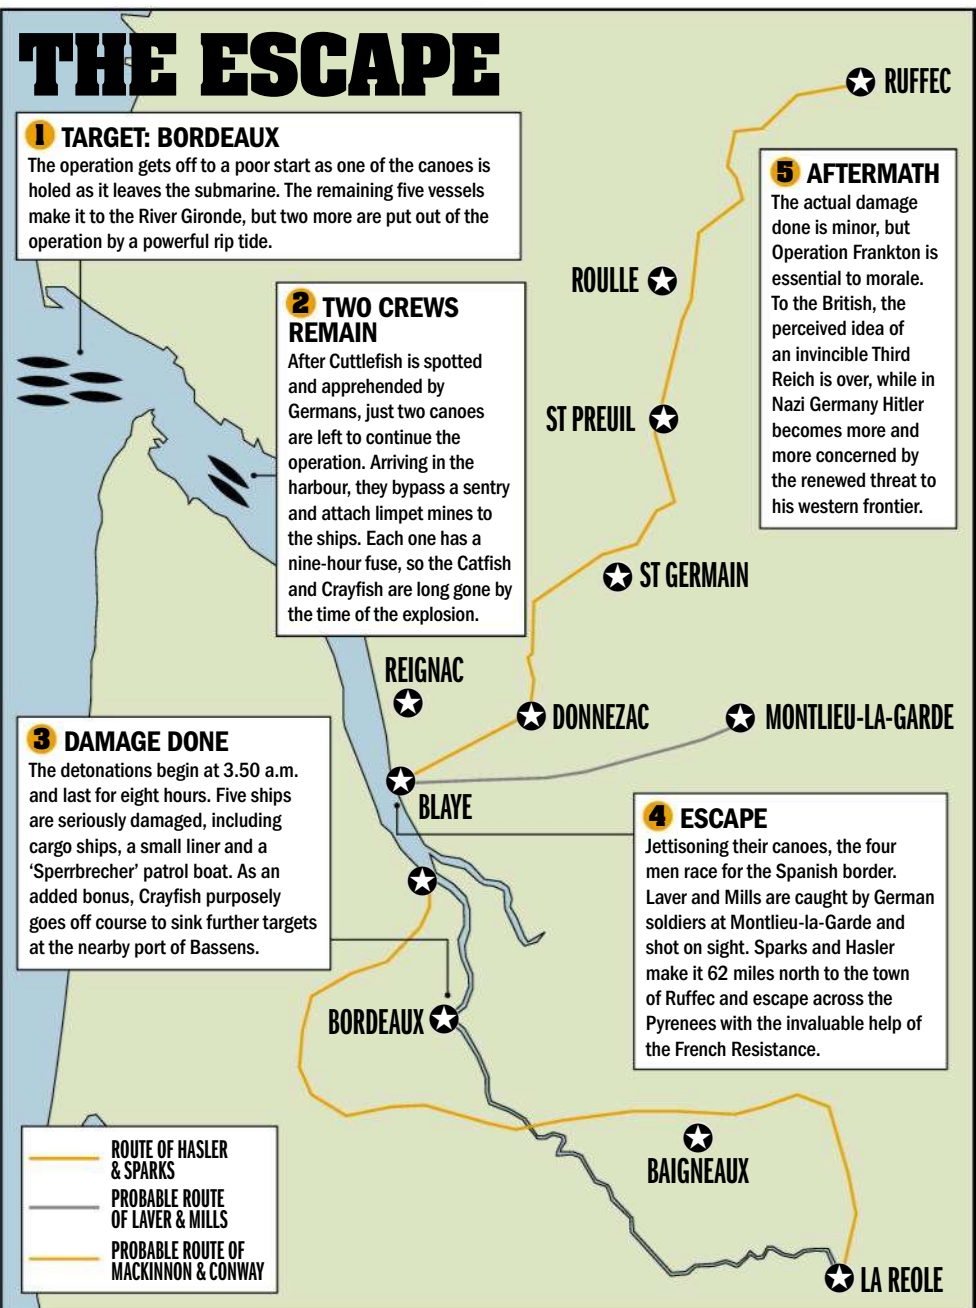 THE ESCAPE
1 TARGET: BORDEAUX
The operation gets off to a poor start as one of the canoes is
holed as it leaves the submarine. The remaining five vessels
make it to the River Gironde, but two more are put out of the
operation by a powerful rip tide.
2 TWO CREWS
REMAIN
After Cuttlefish is spotted
and apprehended by
Germans, just two canoes
are left to continue the
operation. Arriving in the
harbour, they bypass a sentry
and attach limpet mines to
the ships. Each one has a
nine-hour fuse, so the Catfish
and Crayfish are long gone by
the time of the explosion.
3 DAMAGE DONE
The detonations begin at 3.50 a.m.
and last for eight hours. Five ships
are seriously damaged, including
cargo ships, a small liner and a
‘Sperrbrecher’ patrol boat. As an
added bonus, Crayfish purposely
goes off course to sink further targets
at the nearby port of Bassens.
4 ESCAPE
Jettisoning their canoes, the four
men race for the Spanish border.
Laver and Mills are caught by German
soldiers at Montlieu-la-Garde and
shot on sight. Sparks and Hasler
make it 62 miles north to the town
of Ruffec and escape across the
Pyrenees with the invaluable help of
the French Resistance.
5 AFTERMATH
The actual damage
done is minor, but
Operation Frankton is
essential to morale.
To the British, the
perceived idea of
an invincible Third
Reich is over, while in
Nazi Germany Hitler
becomes more and
more concerned by
the renewed threat to
his western frontier.
RUFFEC
ROULLE
ST PREUIL
ST GERMAIN
REIGNAC
DONNEZAC
MONTLIEU-LA-GARDE
BLAYE
BORDEAUX
BAIGNEAUX
LA REOLE
ROUTE OF HASLER
& SPARKS
PROBABLE ROUTE
OF LAVER & MILLS
PROBABLE ROUTE OF
MACKINNON & CONWAY